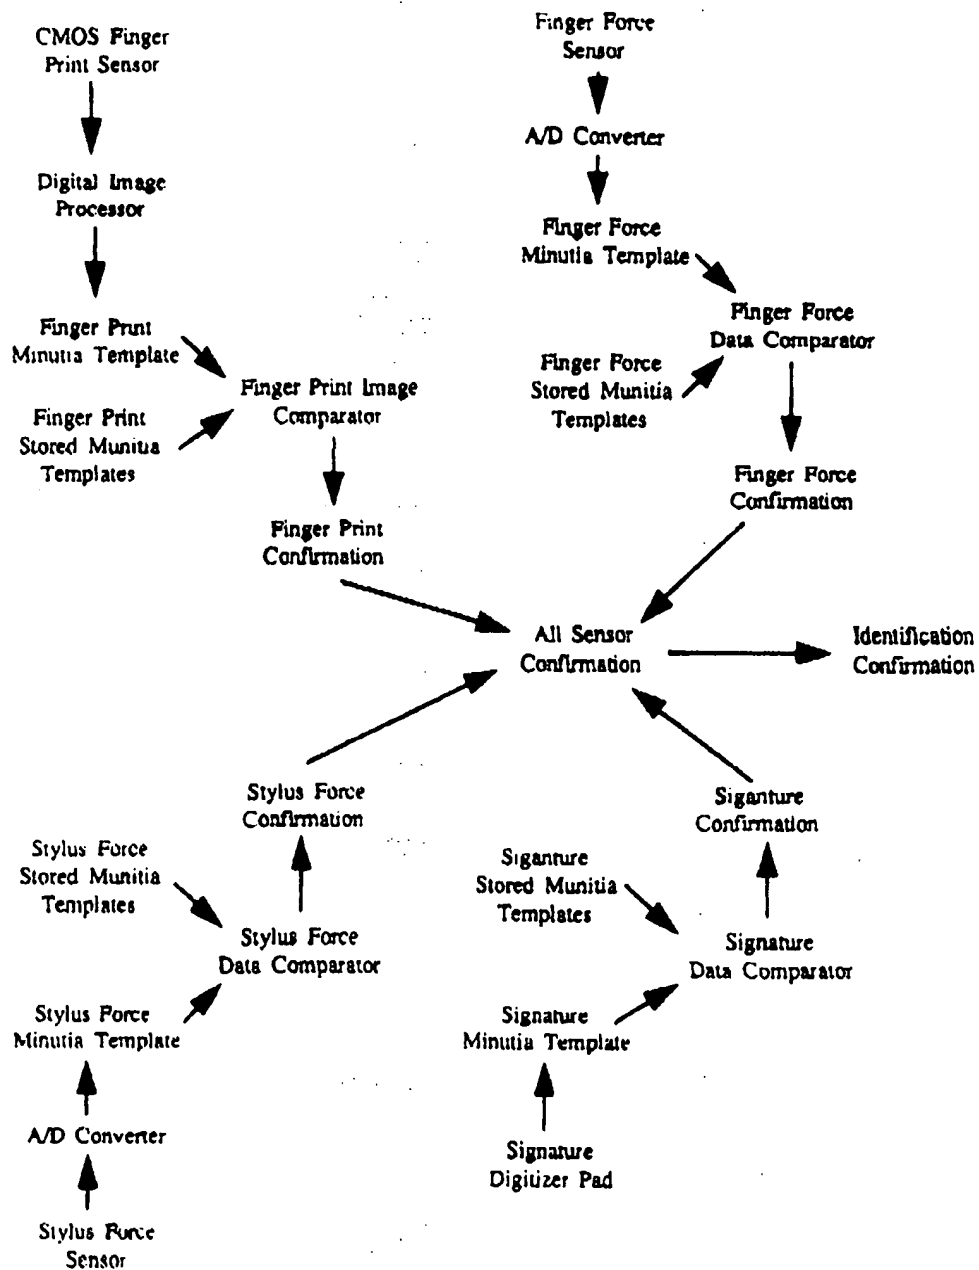 CMOS Finger
Print Sensor
Digital Image
Processor
Finger Print
Minutia Template
Finger Print
Stored Munitia
Templates
Finger Print Image
Comparator
Finger Print
Confirmation
Finger Force
Sensor
A/D Converter
Finger Force
Minutia Template
Finger Force
Stored Munitia
Templates
Finger Force
Data Comparator
Finger Force
Confirmation
All Sensor
Confirmation
Identification
Confirmation
Stylus Force
Confirmation
Stylus Force
Stored Munitia
Templates
Stylus Force
Data Comparator
Stylus Force
Minutia Template
A/D Converter
Stylus Force
Sensor
Siganture
Confirmation
Siganture
Stored Munitia
Templates
Signature
Data Comparator
Signature
Minutia Template
Signature
Digitizer Pad